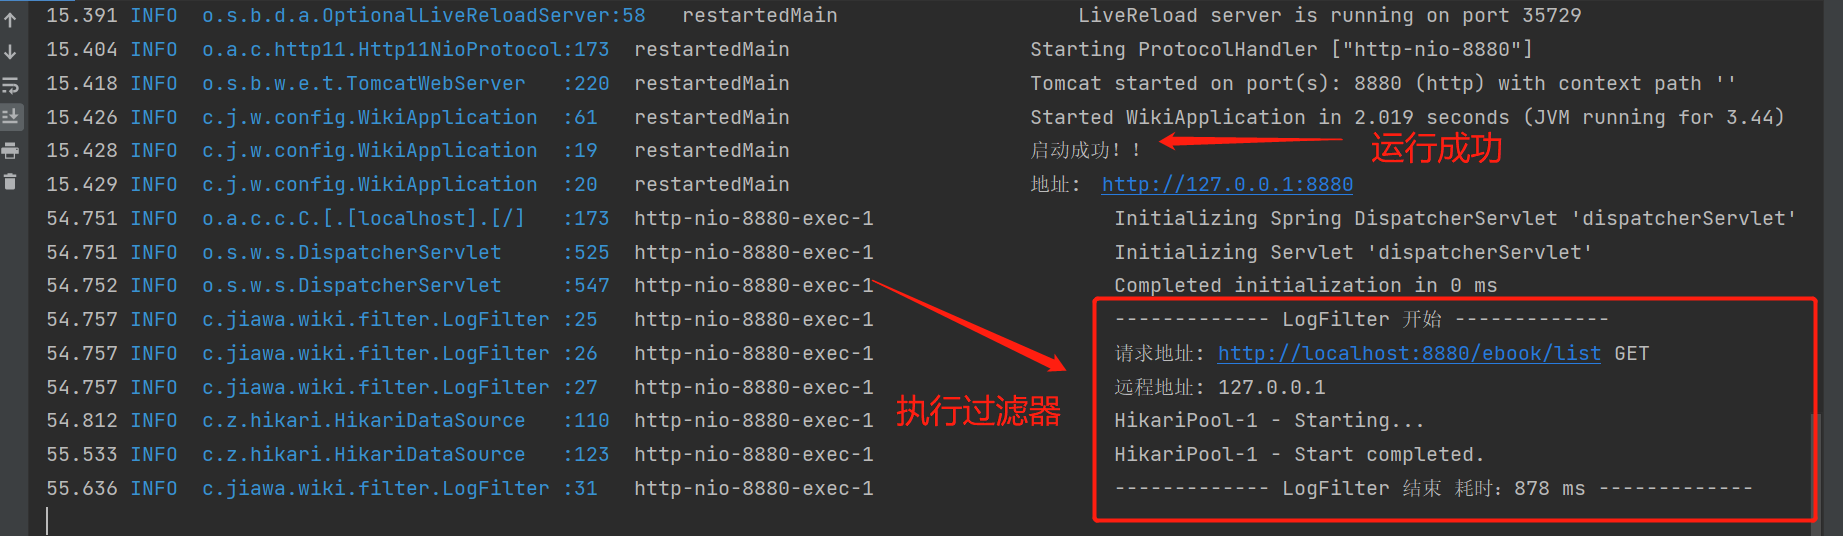 15.391 INFO  o.s.b.d.a.OptionalLiveReloadServer:58   restartedMain                    LiveReload server is running on port 35729
15.404 INFO  o.a.c.http11.Http11NioProtocol:173  restartedMain                    Starting ProtocolHandler ["http-nio-8880"]
15.418 INFO  o.s.b.w.e.t.TomcatWebServer   :220  restartedMain                    Tomcat started on port(s): 8880 (http) with context path ''
15.426 INFO  c.j.w.config.WikiApplication  :61   restartedMain                    Started WikiApplication in 2.019 seconds (JVM running for 3.44)
15.428 INFO  c.j.w.config.WikiApplication  :19   restartedMain                    启动成功！！ 运行成功
15.429 INFO  c.j.w.config.WikiApplication  :20   restartedMain                    地址: http://127.0.0.1:8880
54.751 INFO  o.a.c.c.C.[.[localhost].[/]   :173  http-nio-8880-exec-1                    Initializing Spring DispatcherServlet 'dispatcherServlet'
54.751 INFO  o.s.w.s.DispatcherServlet     :525  http-nio-8880-exec-1                    Initializing Servlet 'dispatcherServlet'
54.752 INFO  o.s.w.s.DispatcherServlet     :547  http-nio-8880-exec-1                    Completed initialization in 0 ms
54.757 INFO  c.jiawa.wiki.filter.LogFilter :25   http-nio-8880-exec-1                    ------------- LogFilter 开始 -------------
54.757 INFO  c.jiawa.wiki.filter.LogFilter :26   http-nio-8880-exec-1                    请求地址: http://localhost:8880/ebook/list GET
54.757 INFO  c.jiawa.wiki.filter.LogFilter :27   http-nio-8880-exec-1                    远程地址: 127.0.0.1
执行过滤器
54.812 INFO  c.z.hikari.HikariDataSource   :110  http-nio-8880-exec-1                    HikariPool-1 - Starting...
55.533 INFO  c.z.hikari.HikariDataSource   :123  http-nio-8880-exec-1                    HikariPool-1 - Start completed.
55.636 INFO  c.jiawa.wiki.filter.LogFilter :31   http-nio-8880-exec-1                    ------------- LogFilter 结束 耗时：878 ms -------------